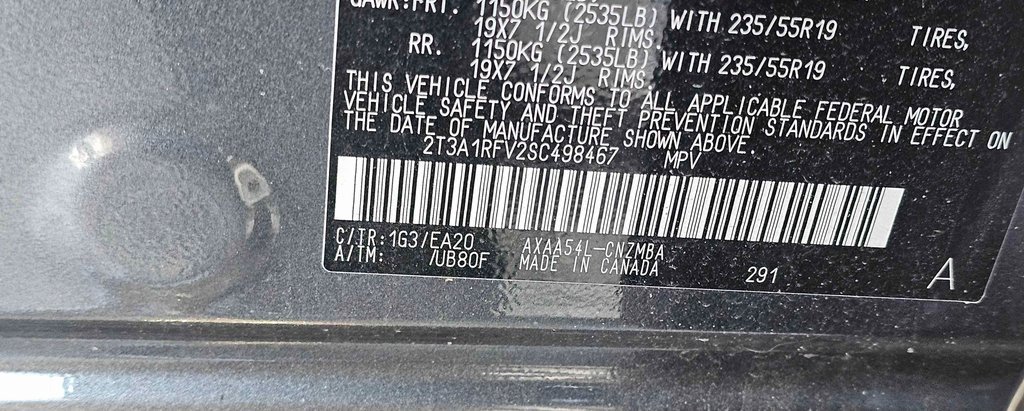 GAWR:FRT. 1150KG (2535LB) WITH 235/55R19 TIRES,
19X7 1/2J RIMS,
RR. 1150KG (2535LB) WITH 235/55R19 TIRES,
19X7 1/2J RIMS.
THIS VEHICLE CONFORMS TO ALL APPLICABLE FEDERAL MOTOR
VEHICLE SAFETY AND THEFT PREVENTION STANDARDS IN EFFECT ON
THE DATE OF MANUFACTURE SHOWN ABOVE.
2T3A1RFV2SC498467 MPV
C/TR:1G3/EA20 AXAA54L-CNZMBA
A/TM: /UB80F MADE IN CANADA 291 A